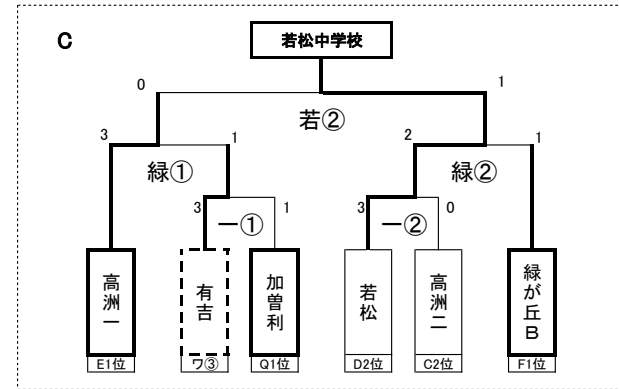 C
若松中学校
0
1
若②
3
1
2
1
緑①
緑②
3
1
3
0
一①
一②
高洲一
有吉
加曽利
若松
高洲二
緑が丘B
E1位
ワ③
Q1位
D2位
C2位
F1位